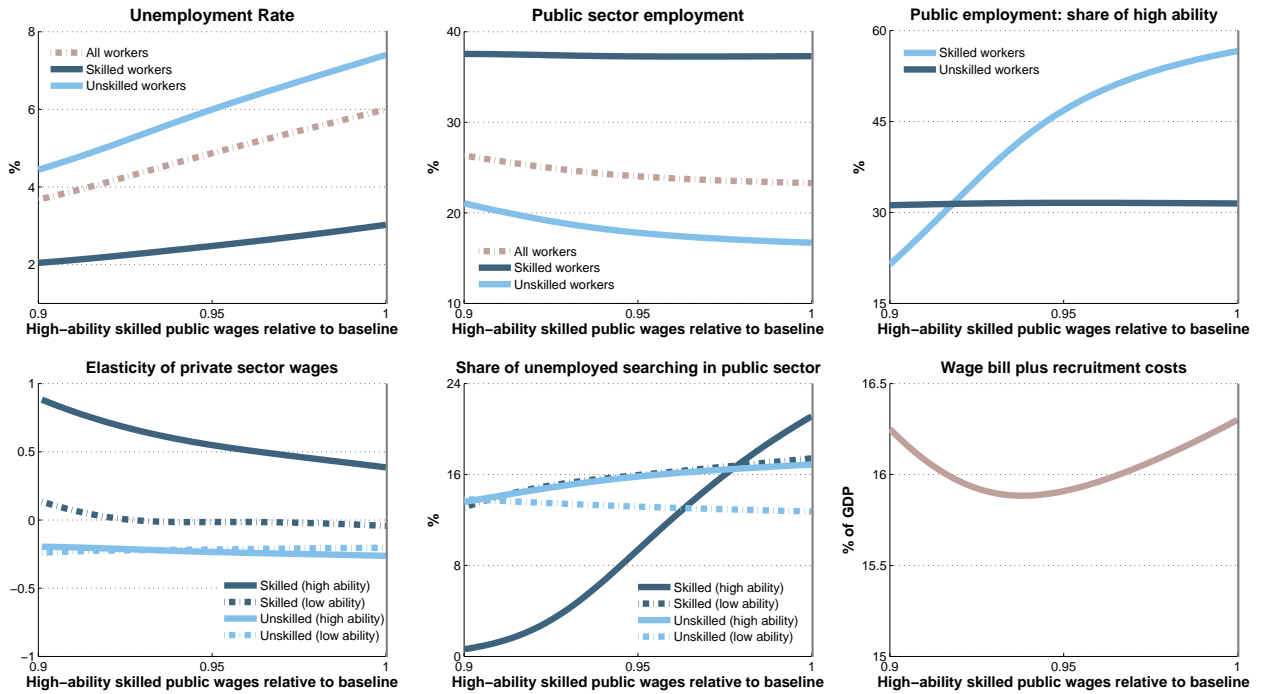 Unemployment Rate
8
6
4
2
%
All workers
Skilled workers
Unskilled workers
0.9
0.95
1
High−ability skilled public wages relative to baseline
Public sector employment
40
30
20
10
%
All workers
Skilled workers
Unskilled workers
0.9
0.95
1
High−ability skilled public wages relative to baseline
Public employment: share of high ability
60
45
30
15
%
Skilled workers
Unskilled workers
0.9
0.95
1
High−ability skilled public wages relative to baseline
Elasticity of private sector wages
1
0.5
0
−0.5
−1
Skilled (high ability)
Skilled (low ability)
Unskilled (high ability)
Unskilled (low ability)
0.9
0.95
1
High−ability skilled public wages relative to baseline
Share of unemployed searching in public sector
24
16
8
0
%
Skilled (high ability)
Skilled (low ability)
Unskilled (high ability)
Unskilled (low ability)
0.9
0.95
1
High−ability skilled public wages relative to baseline
Wage bill plus recruitment costs
16.5
16
15.5
15
% of GDP
0.9
0.95
1
High−ability skilled public wages relative to baseline